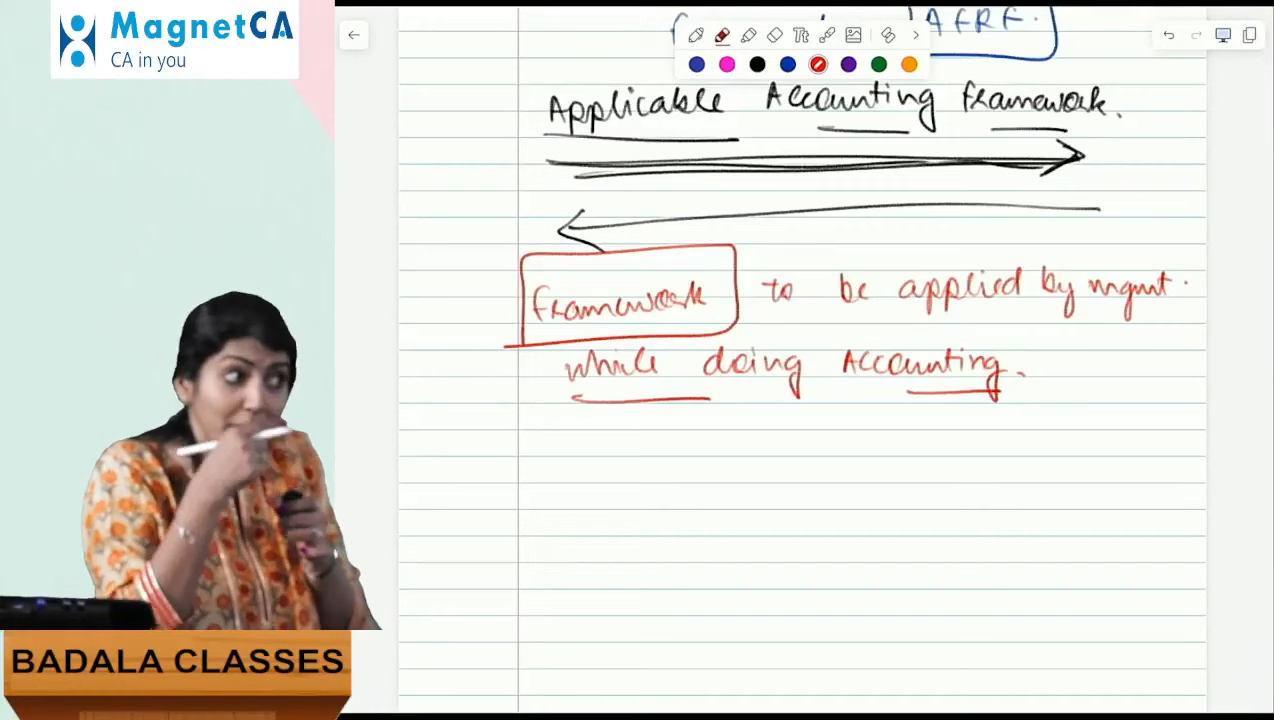 MagnetCA
CA in you
AFRF.
Tt
Applicable Accounting framework.
framework to be applied by mgmt.
while doing Accounting.
BADALA CLASSES